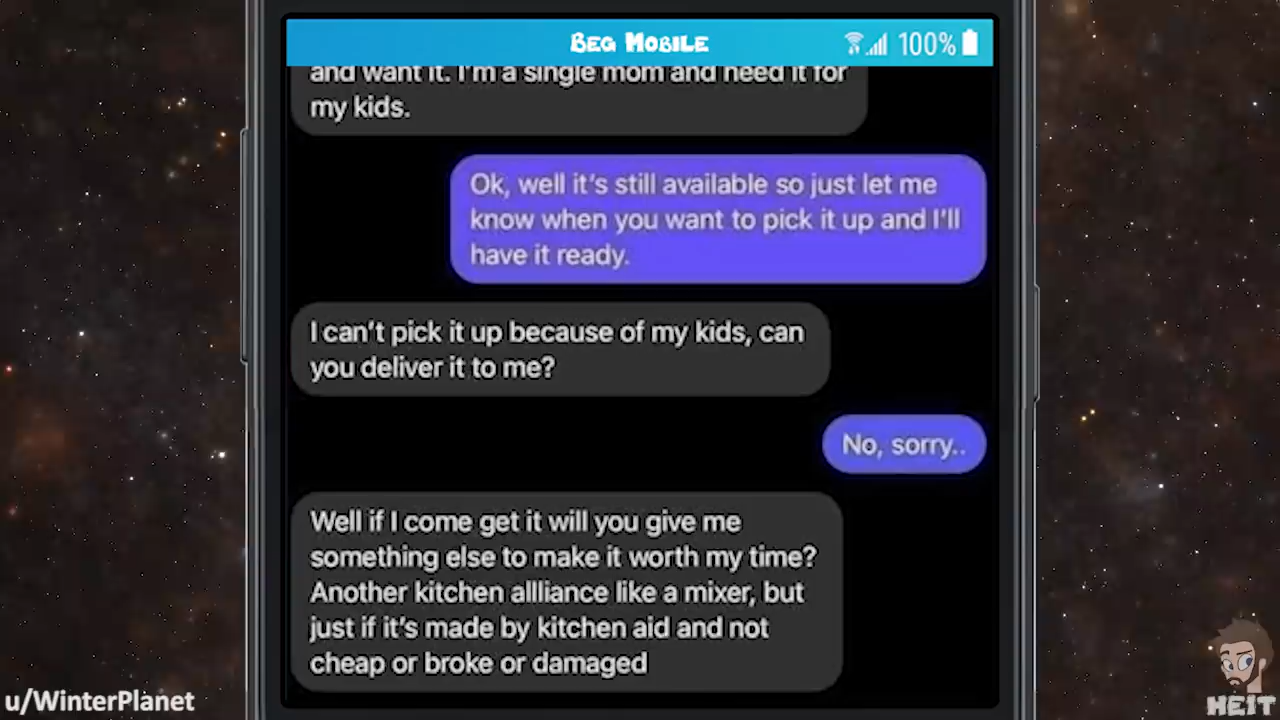 Beg Mobile
100%
and want it. I'm a single mom and need it for
my kids.
Ok, well it's still available so just let me
know when you want to pick it up and I'll
have it ready.
I can't pick it up because of my kids, can
you deliver it to me?
No, sorry..
Well if I come get it will you give me
something else to make it worth my time?
Another kitchen allliance like a mixer, but
just if it's made by kitchen aid and not
cheap or broke or damaged
u/WinterPlanet
HEIT